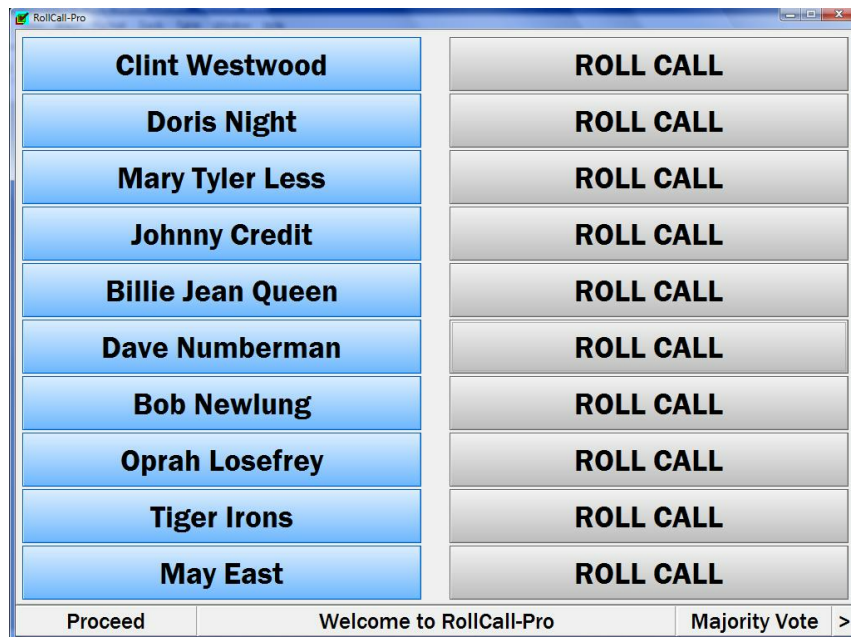 RollCall-Pro
Clint Westwood ROLL CALL
Doris Night ROLL CALL
Mary Tyler Less ROLL CALL
Johnny Credit ROLL CALL
Billie Jean Queen ROLL CALL
Dave Numberman ROLL CALL
Bob Newlung ROLL CALL
Oprah Losefrey ROLL CALL
Tiger Irons ROLL CALL
May East ROLL CALL
Proceed Welcome to RollCall-Pro Majority Vote >